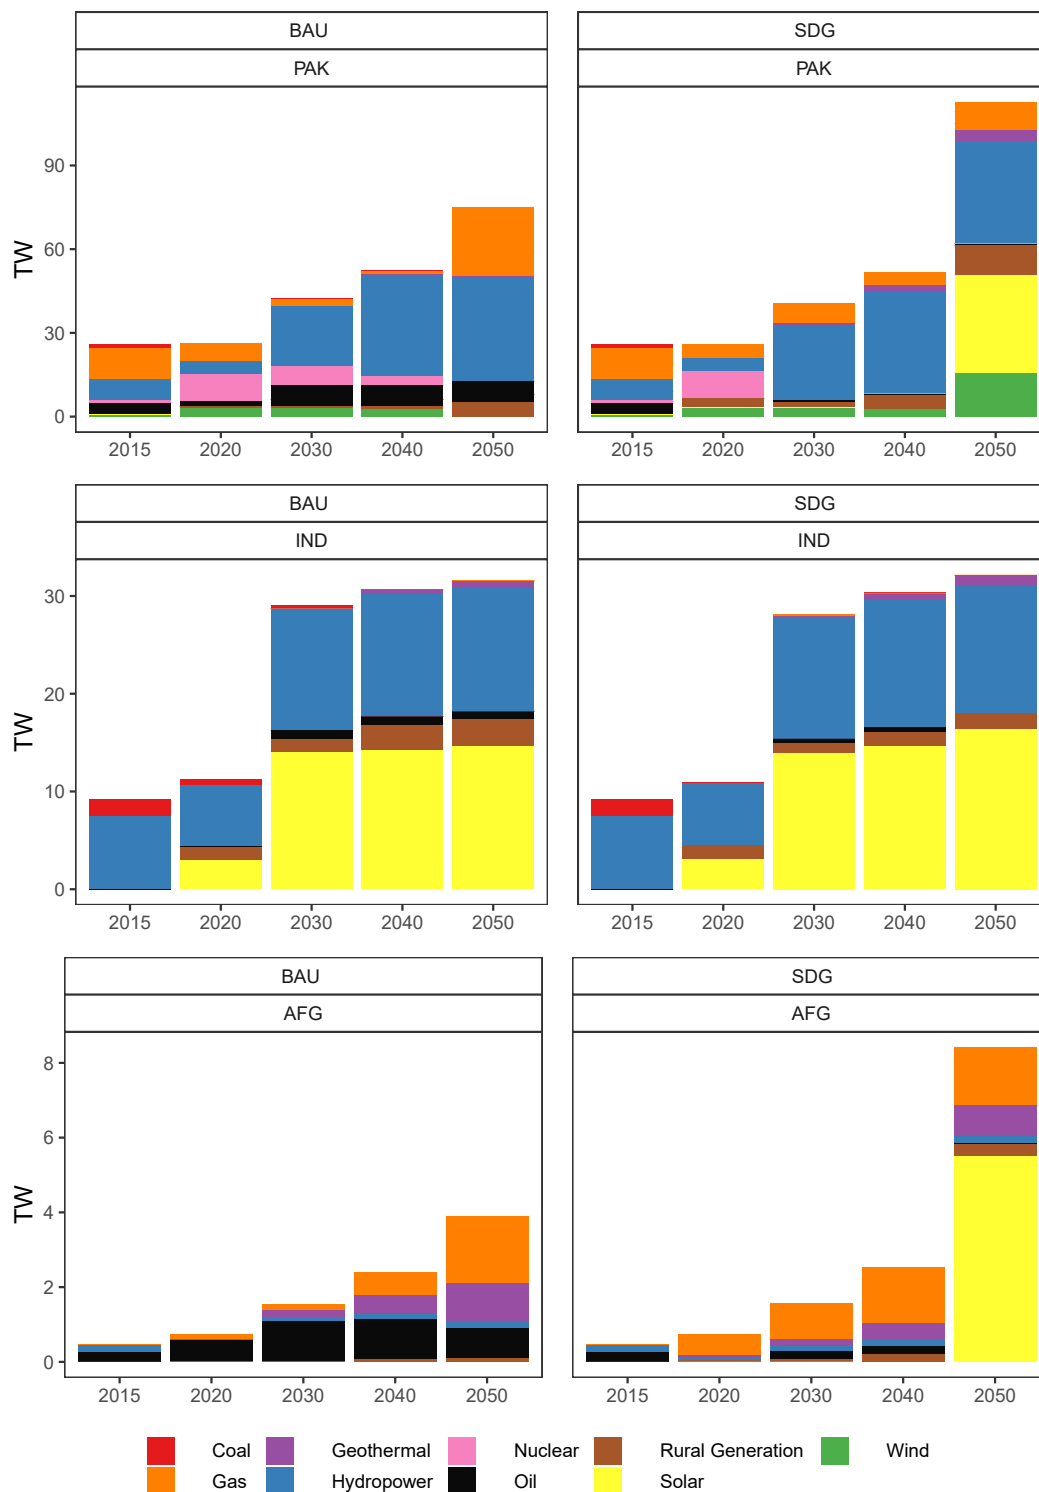 BAU SDG
PAK PAK
90
60
30
0
TW
2015 2020 2030 2040 2050 2015 2020 2030 2040 2050
BAU SDG
IND IND
30
20
10
0
TW
2015 2020 2030 2040 2050 2015 2020 2030 2040 2050
BAU SDG
AFG AFG
8
6
4
2
0
TW
2015 2020 2030 2040 2050 2015 2020 2030 2040 2050
Coal Geothermal Nuclear Rural Generation Wind
Gas Hydropower Oil Solar